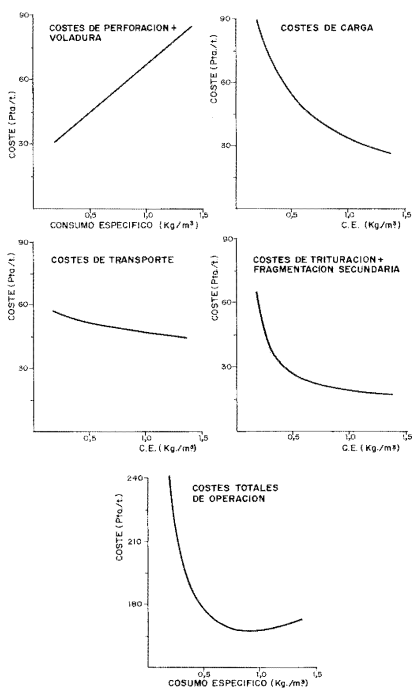 COSTES DE PERFORACION +
VOLADURA
COSTE (Pta./t.)
90
60
30
0,5
1,0
1,5
CONSUMO ESPECIFICO (Kg/m³)
COSTES DE CARGA
COSTE (Pta./t.)
90
60
30
0,5
1,0
1,5
C.E. (Kg/m³)
COSTES DE TRANSPORTE
COSTE (Pta./t.)
90
60
30
0,5
1,0
1,5
C.E. (Kg./m³)
COSTES DE TRITURACION +
FRAGMENTACION SECUNDARIA
COSTE (Pta./t.)
90
60
30
0,5
1,0
1,5
C.E. (Kg./m³)
COSTES TOTALES
DE OPERACION
COSTE (Pta./t.)
240
210
180
0,5
1,0
1,5
COSUMO ESPECIFICO (Kg./m³)